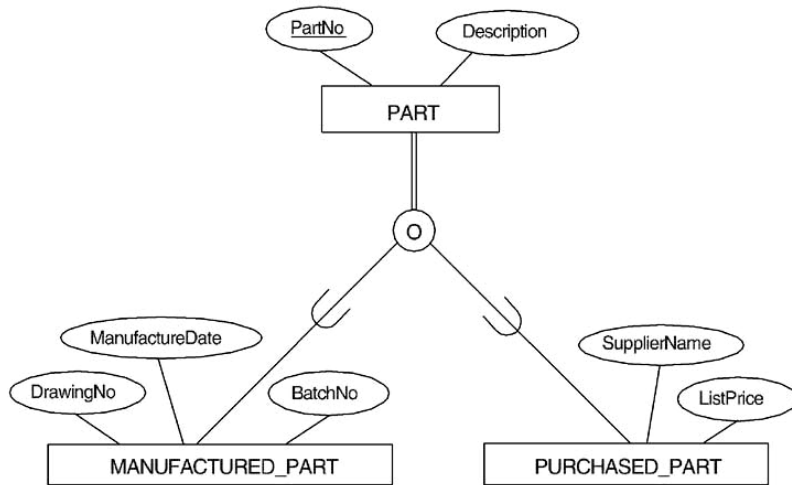 PartNo
Description
PART
O
ManufactureDate
SupplierName
DrawingNo
BatchNo
ListPrice
MANUFACTURED_PART
PURCHASED_PART